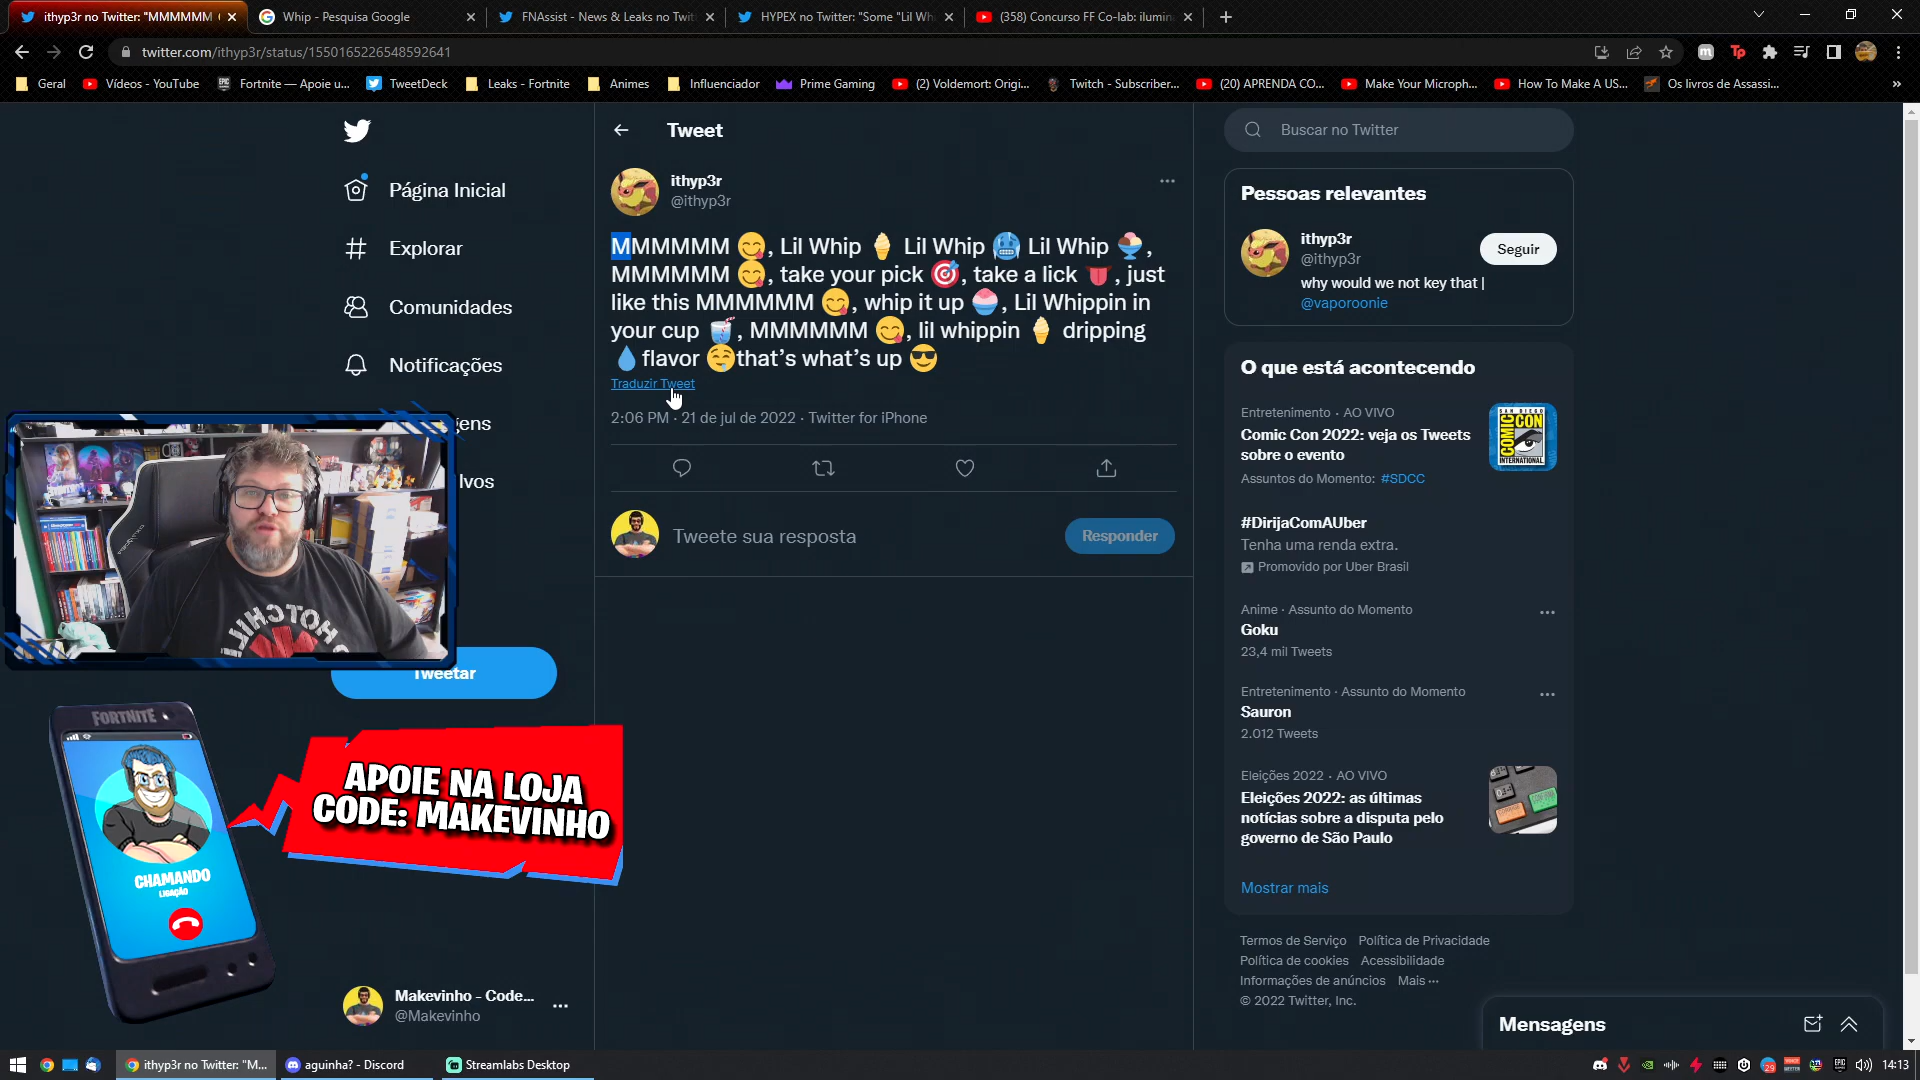 ithyp3r no Twitter: "MMMMMM
Whip - Pesquisa Google
FNAssist - News & Leaks no Twit
HYPEX no Twitter: "Some "Lil Wh
(358) Concurso FF Co-lab: ilumin
twitter.com/ithyp3r/status/1550165226548592641
Geral
Vídeos - YouTube
Fortnite — Apoie u...
TweetDeck
Leaks - Fortnite
Animes
Influenciador
Prime Gaming
(2) Voldemort: Origi...
Twitch - Subscriber...
(20) APRENDA CO...
Make Your Microph...
How To Make A US...
Os livros de Assassi...
Página Inicial
Explorar
Comunidades
Notificações
gens
lvos
Tweetar
Tweet
ithyp3r
@ithyp3r
MMMMMM 😋, Lil Whip 🍦 Lil Whip 🥶 Lil Whip 🍨,
MMMMMM 😋, take your pick 🎯, take a lick 👅, just
like this MMMMMM 😋, whip it up 🍧, Lil Whippin in
your cup 🥤, MMMMMM 😋, lil whippin 🍦 dripping
💧flavor 🤤that’s what’s up 😎
Traduzir Tweet
2:06 PM · 21 de jul de 2022 · Twitter for iPhone
Tweete sua resposta
Responder
Buscar no Twitter
Pessoas relevantes
ithyp3r
@ithyp3r
Seguir
why would we not key that |
@vaporoonie
O que está acontecendo
Entretenimento · AO VIVO
Comic Con 2022: veja os Tweets
sobre o evento
Assuntos do Momento: #SDCC
SAN DIEGO
COMIC
CON
INTERNATIONAL
#DirijaComAUber
Tenha uma renda extra.
Promovido por Uber Brasil
Anime · Assunto do Momento
Goku
23,4 mil Tweets
Entretenimento · Assunto do Momento
Sauron
2.012 Tweets
Eleições 2022 · AO VIVO
Eleições 2022: as últimas
notícias sobre a disputa pelo
governo de São Paulo
Mostrar mais
Termos de Serviço Política de Privacidade
Política de cookies Acessibilidade
Informações de anúncios Mais ···
© 2022 Twitter, Inc.
Mensagens
FORTNITE
CHAMANDO
LIGAÇÃO
APOIE NA LOJA
CODE: MAKEVINHO
Makevinho - Code...
@Makevinho
ithyp3r no Twitter: "M...
aguinha? - Discord
Streamlabs Desktop
14:13